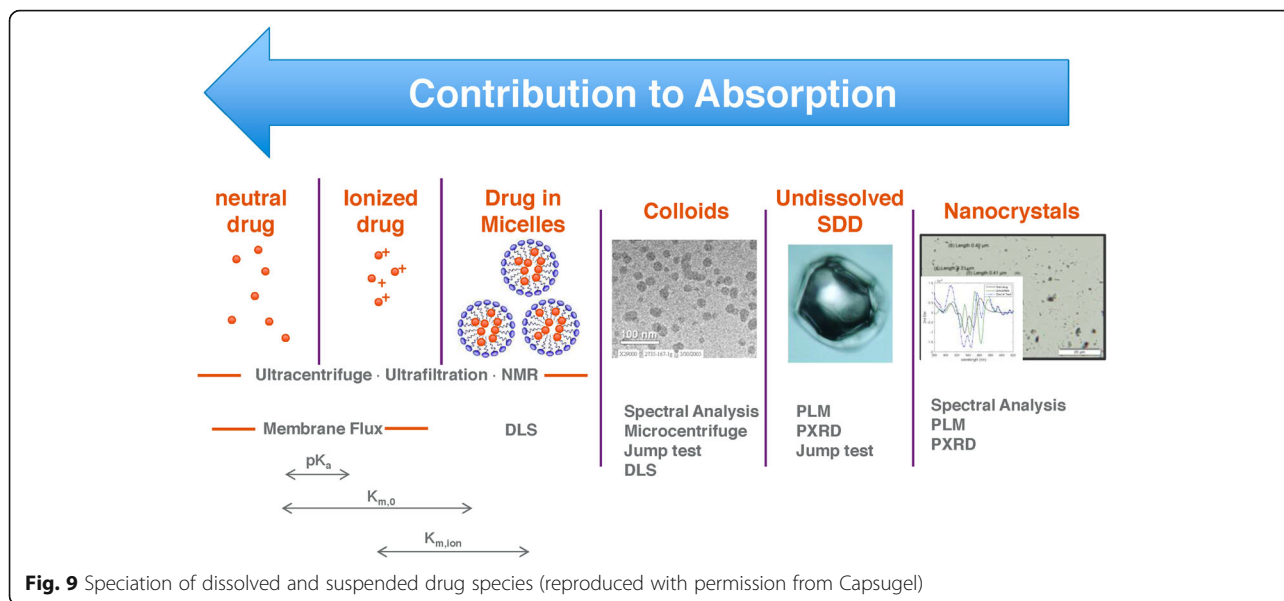 Contribution to Absorption
neutral
drug
Ionized
drug
Drug in
Micelles
Colloids
Undissolved
SDD
Nanocrystals
+
+
+
+
100 nm
Ultracentrifuge · Ultrafiltration · NMR
Membrane Flux
DLS
Spectral Analysis
Microcentrifuge
Jump test
DLS
PLM
PXRD
Jump test
Spectral Analysis
PLM
PXRD
pKa
Km,0
Km,ion
Fig. 9 Speciation of dissolved and suspended drug species (reproduced with permission from Capsugel)